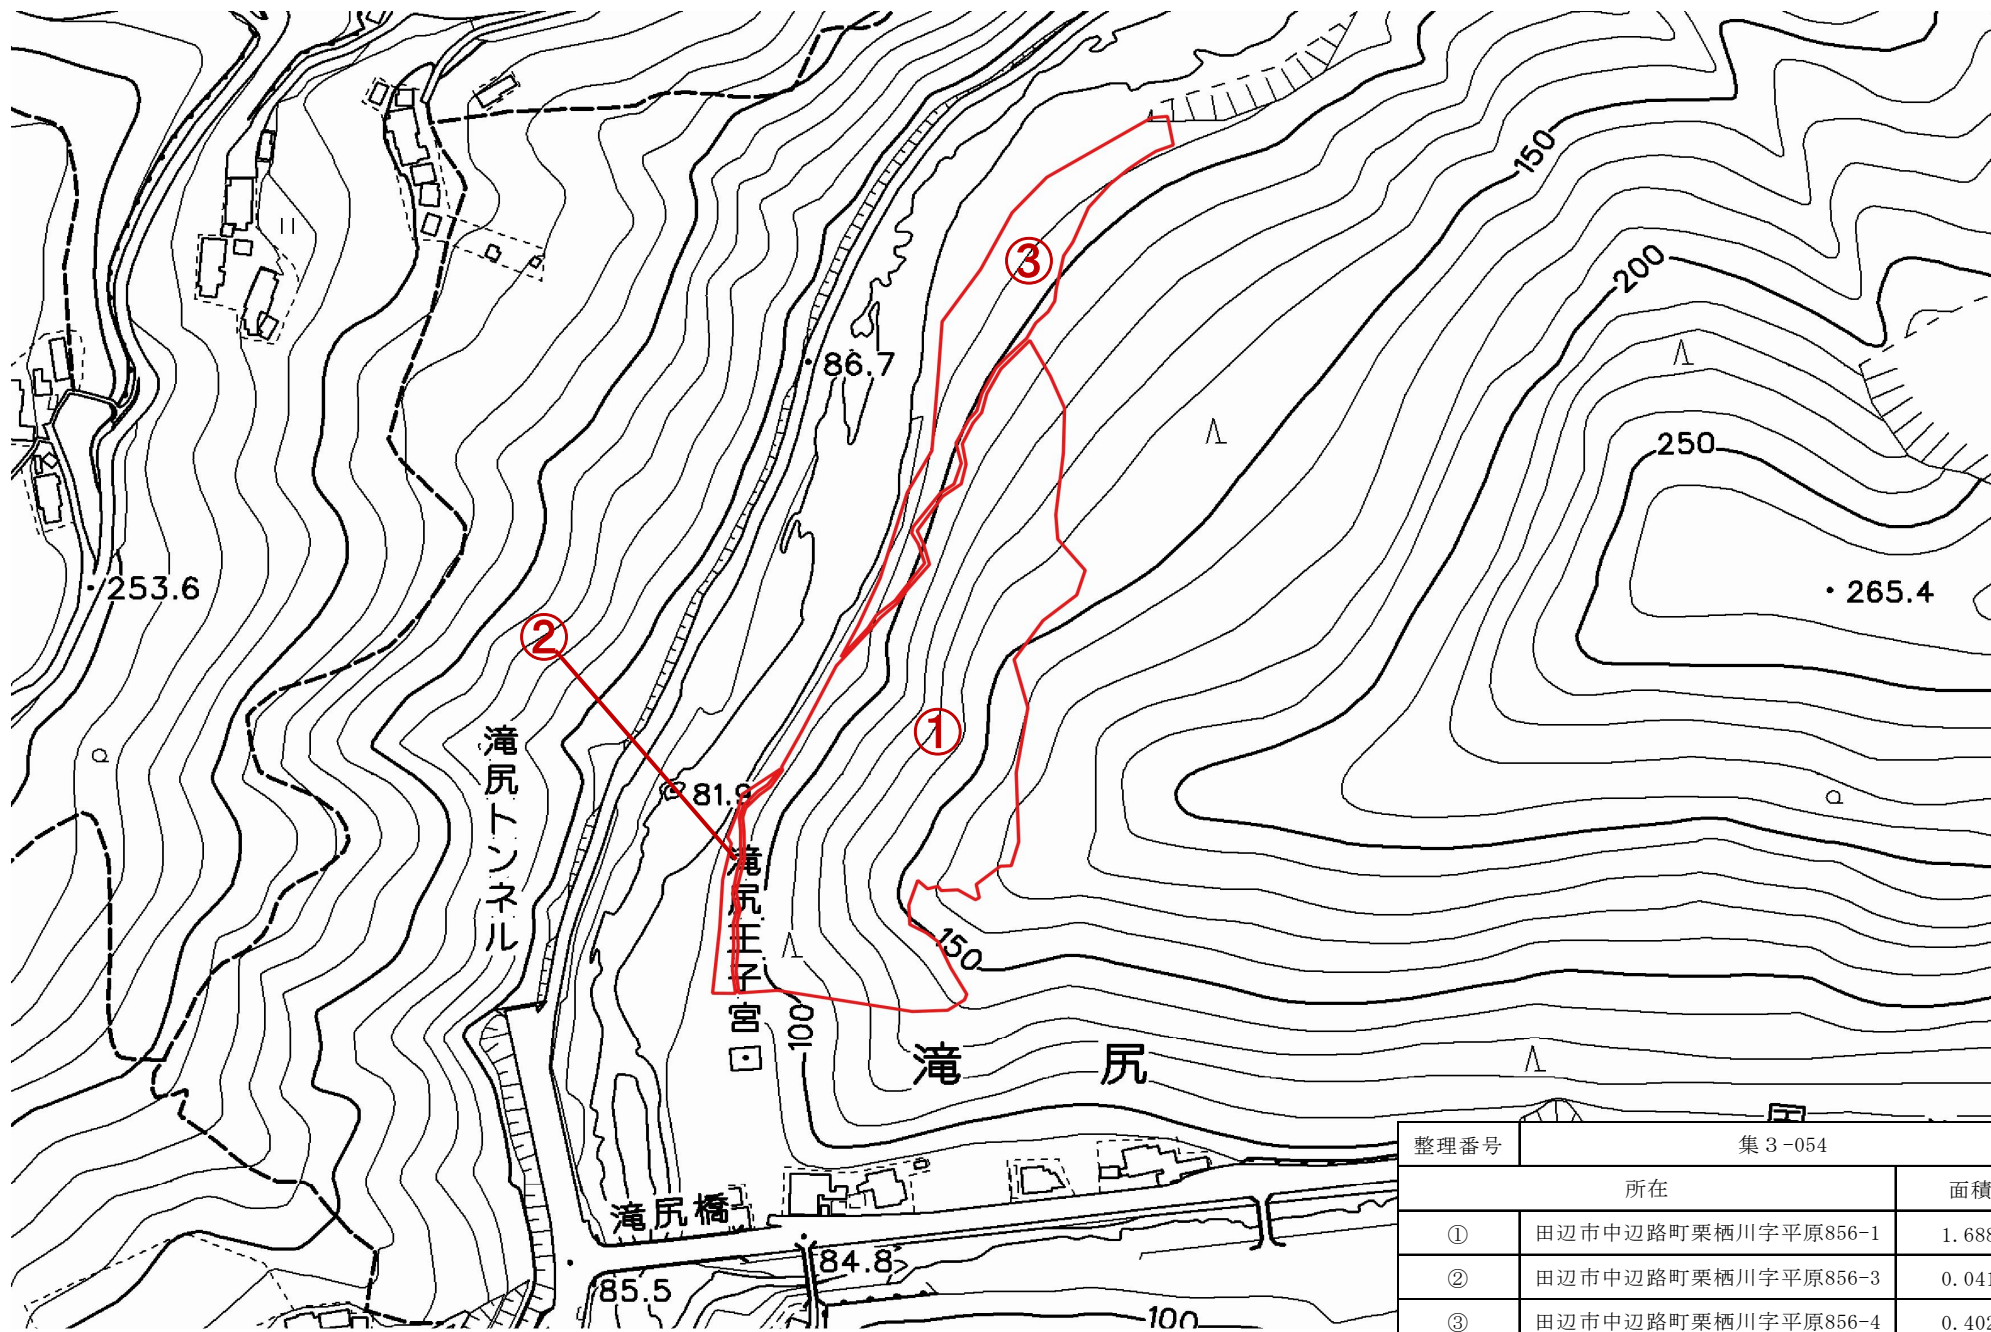 150
③
200
86.7
250
253.6
265.4
②
①
滝尻トンネル
81.9
滝尻王子宮
150
100
滝尻
滝尻橋
84.8
85.5
100
整理番号 集3-054
所在 面積
① 田辺市中辺路町栗栖川字平原856-1 1.688
② 田辺市中辺路町栗栖川字平原856-3 0.041
③ 田辺市中辺路町栗栖川字平原856-4 0.402